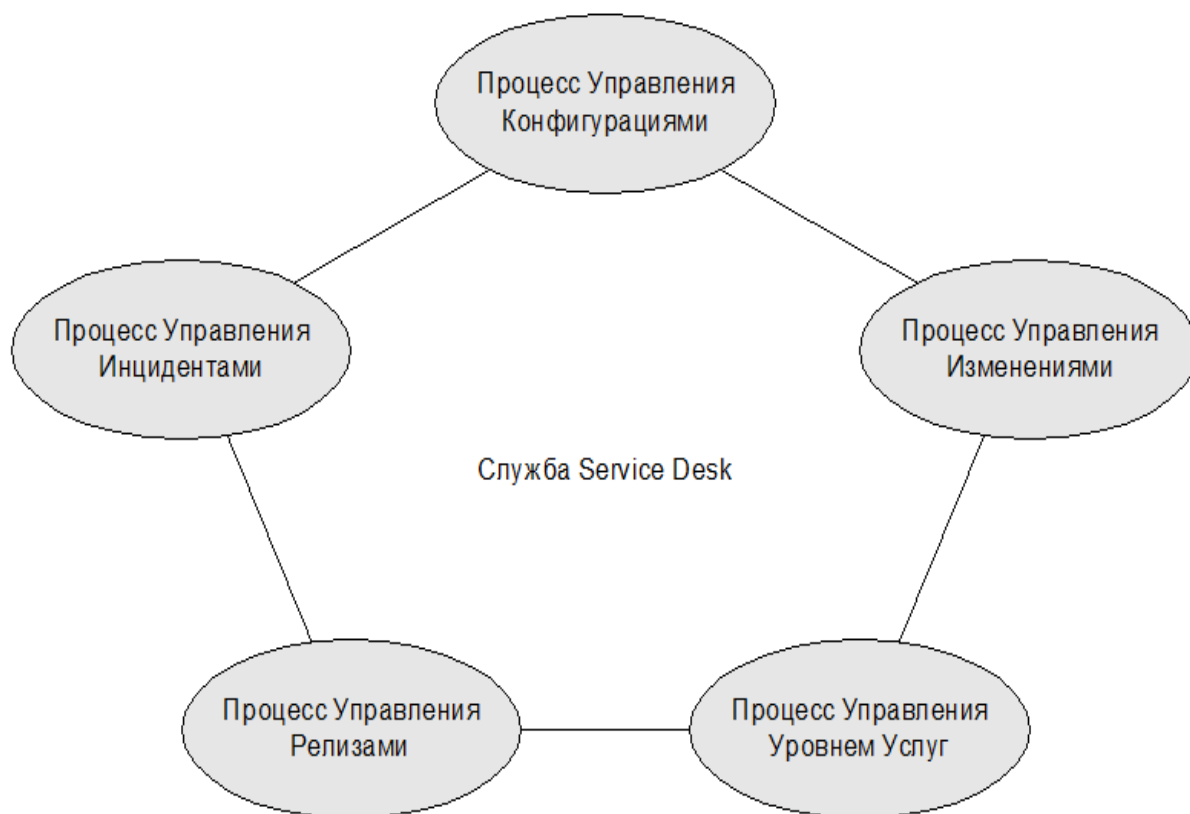 Процесс Управления
Конфигурациями
Процесс Управления
Инцидентами
Процесс Управления
Изменениями
Служба Service Desk
Процесс Управления
Релизами
Процесс Управления
Уровнем Услуг